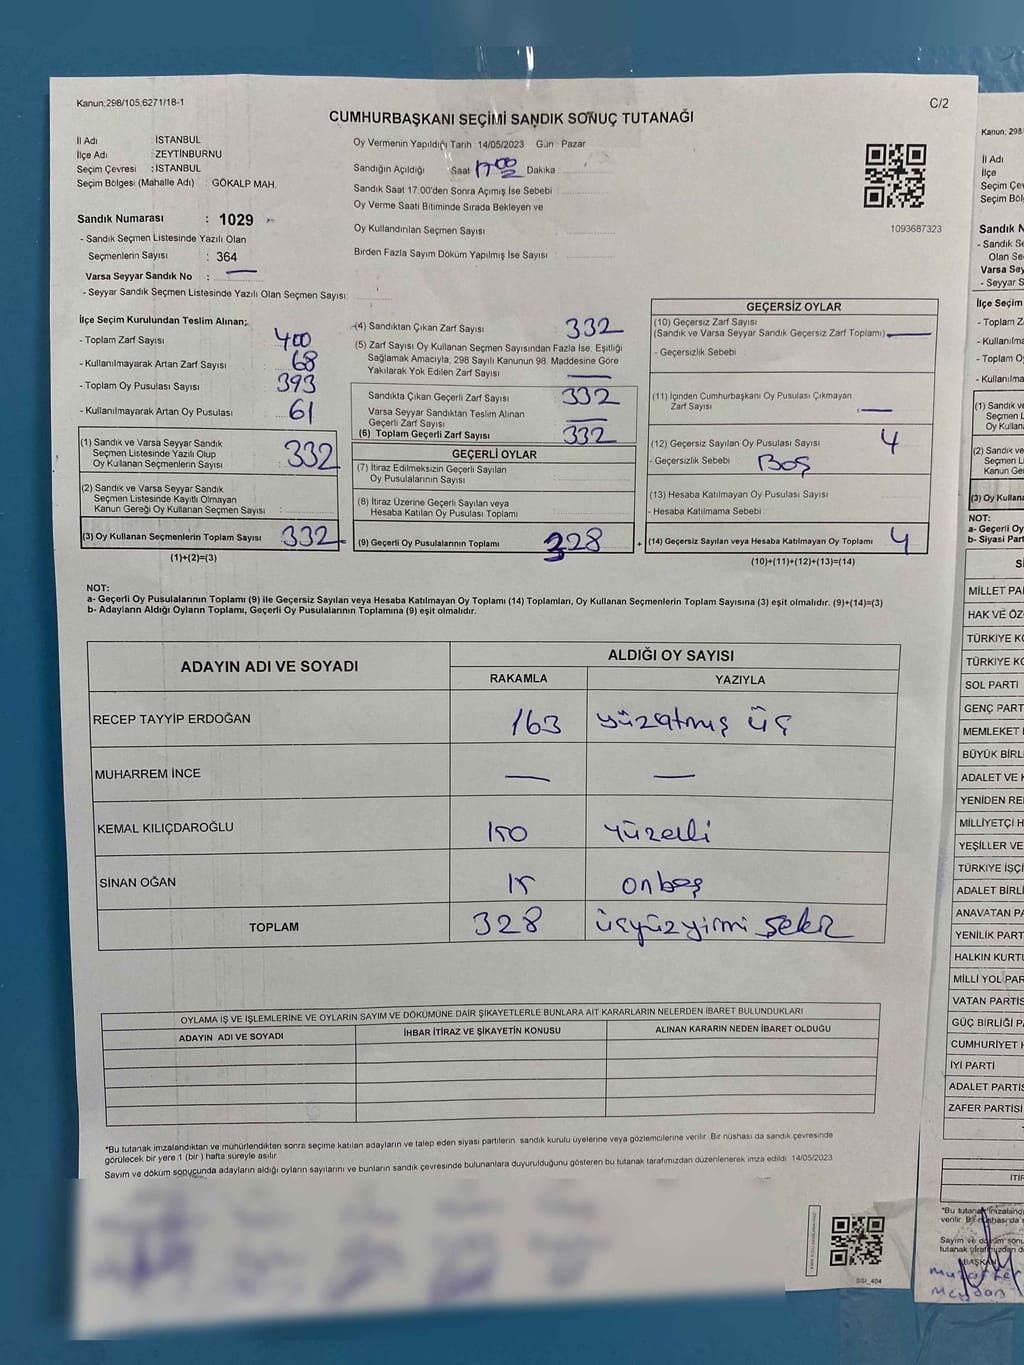 Kanun;298/105;6271/18-1
C/2
CUMHURBAŞKANI SEÇİMİ SANDIK SONUÇ TUTANAĞI
İl Adı : İSTANBUL
İlçe Adı : ZEYTİNBURNU
Seçim Çevresi : İSTANBUL
Seçim Bölgesi (Mahalle Adı) : GÖKALP MAH.
Sandık Numarası : 1029
- Sandık Seçmen Listesinde Yazılı Olan
Seçmenlerin Sayısı : 364
Varsa Seyyar Sandık No : —
- Seyyar Sandık Seçmen Listesinde Yazılı Olan Seçmen Sayısı:
Oy Vermenin Yapıldığı Tarih : 14/05/2023 Gün : Pazar
Sandığın Açıldığı Saat 17 00 Dakika
Sandık Saat 17:00'den Sonra Açımış İse Sebebi :
Oy Verme Saati Bitiminde Sırada Bekleyen ve
Oy Kullandırılan Seçmen Sayısı :
Birden Fazla Sayım Döküm Yapılmış İse Sayısı :
1093687323
İlçe Seçim Kurulundan Teslim Alınan;
- Toplam Zarf Sayısı : 400
- Kullanılmayarak Artan Zarf Sayısı : 68
- Toplam Oy Pusulası Sayısı : 393
- Kullanılmayarak Artan Oy Pusulası : 61
(1) Sandık ve Varsa Seyyar Sandık
Seçmen Listesinde Yazılı Olup
Oy Kullanan Seçmenlerin Sayısı : 332
(2) Sandık ve Varsa Seyyar Sandık
Seçmen Listesinde Kayıtlı Olmayan
Kanun Gereği Oy Kullanan Seçmen Sayısı :
(3) Oy Kullanan Seçmenlerin Toplam Sayısı : 332
(1)+(2)=(3)
(4) Sandıktan Çıkan Zarf Sayısı : 332
(5) Zarf Sayısı Oy Kullanan Seçmen Sayısından Fazla İse, Eşitliği
Sağlamak Amacıyla; 298 Sayılı Kanunun 98. Maddesine Göre
Yakılarak Yok Edilen Zarf Sayısı : —
Sandıkta Çıkan Geçerli Zarf Sayısı : 332
Varsa Seyyar Sandıktan Teslim Alınan
Geçerli Zarf Sayısı : —
(6) Toplam Geçerli Zarf Sayısı : 332
GEÇERLİ OYLAR
(7) İtiraz Edilmeksizin Geçerli Sayılan
Oy Pusulalarının Sayısı :
(8) İtiraz Üzerine Geçerli Sayılan veya
Hesaba Katılan Oy Pusulası Toplamı :
(9) Geçerli Oy Pusulalarının Toplamı : 328
+
GEÇERSİZ OYLAR
(10) Geçersiz Zarf Sayısı
(Sandık ve Varsa Seyyar Sandık Geçersiz Zarf Toplamı) : —
- Geçersizlik Sebebi :
(11) İçinden Cumhurbaşkanı Oy Pusulası Çıkmayan
Zarf Sayısı : —
(12) Geçersiz Sayılan Oy Pusulası Sayısı : 4
- Geçersizlik Sebebi : Boş
(13) Hesaba Katılmayan Oy Pusulası Sayısı :
- Hesaba Katılmama Sebebi :
(14) Geçersiz Sayılan veya Hesaba Katılmayan Oy Toplamı : 4
(10)+(11)+(12)+(13)=(14)
NOT:
a- Geçerli Oy Pusulalarının Toplamı (9) ile Geçersiz Sayılan veya Hesaba Katılmayan Oy Toplamı (14) Toplamları, Oy Kullanan Seçmenlerin Toplam Sayısına (3) eşit olmalıdır. (9)+(14)=(3)
b- Adayların Aldığı Oyların Toplamı, Geçerli Oy Pusulalarının Toplamına (9) eşit olmalıdır.
ADAYIN ADI VE SOYADI
ALDIĞI OY SAYISI
RAKAMLA YAZIYLA
RECEP TAYYİP ERDOĞAN 163 yüzatmış üç
MUHARREM İNCE — —
KEMAL KILIÇDAROĞLU 150 yüzelli
SİNAN OĞAN 15 onbeş
TOPLAM 328 üçyüzyirmi sekiz
OYLAMA İŞ VE İŞLEMLERİNE VE OYLARIN SAYIM VE DÖKÜMÜNE DAİR ŞİKAYETLERLE BUNLARA AİT KARARLARIN NELERDEN İBARET BULUNDUKLARI
ADAYIN ADI VE SOYADI İHBAR İTİRAZ VE ŞİKAYETİN KONUSU ALINAN KARARIN NEDEN İBARET OLDUĞU
*Bu tutanak imzalandıktan ve mühürlendikten sonra seçime katılan adayların ve talep eden siyasi partilerin sandık kurulu üyelerine veya gözlemcilerine verilir. Bir nüshası da sandık çevresinde
görülecek bir yere 1 (bir) hafta süreyle asılır.
Sayım ve döküm sonucunda adayların aldığı oyların sayılarını ve bunların sandık çevresinde bulunanlara duyurulduğunu gösteren bu tutanak tarafımızdan düzenlenerek imza edildi. 14/05/2023
SSI_404
Kanun; 298
İl Adı
İlçe
Seçim Çev
Seçim Böl
Sandık N
- Sandık Se
Olan Se
Varsa Sey
- Seyyar S
İlçe Seçim
- Toplam Z
- Kullanılma
- Toplam O
- Kullanılma
(1) Sandık ve
Seçmen L
Oy Kullan
(2) Sandık ve
Seçmen Li
Kanun Ger
(3) Oy Kullana
NOT:
a- Geçerli Oy
b- Siyasi Part
Sİ
MİLLET PA
HAK VE ÖZ
TÜRKİYE KO
TÜRKİYE KO
SOL PARTİ
GENÇ PART
MEMLEKET
BÜYÜK BİRL
ADALET VE K
YENİDEN RE
MİLLİYETÇİ H
YEŞİLLER VE
TÜRKİYE İŞÇİ
ADALET BİRLİ
ANAVATAN PA
YENİLİK PART
HALKIN KURTU
MİLLİ YOL PAR
VATAN PARTİS
GÜÇ BİRLİĞİ P
CUMHURİYET H
İYİ PARTİ
ADALET PARTİS
ZAFER PARTİSİ
İTİR
*Bu tutanak imzaland
verilir. Bir nüshası da s
Sayım ve döküm sonu
tutanak tarafımızdan d
BAŞKAN
Muzaffer
Meydan